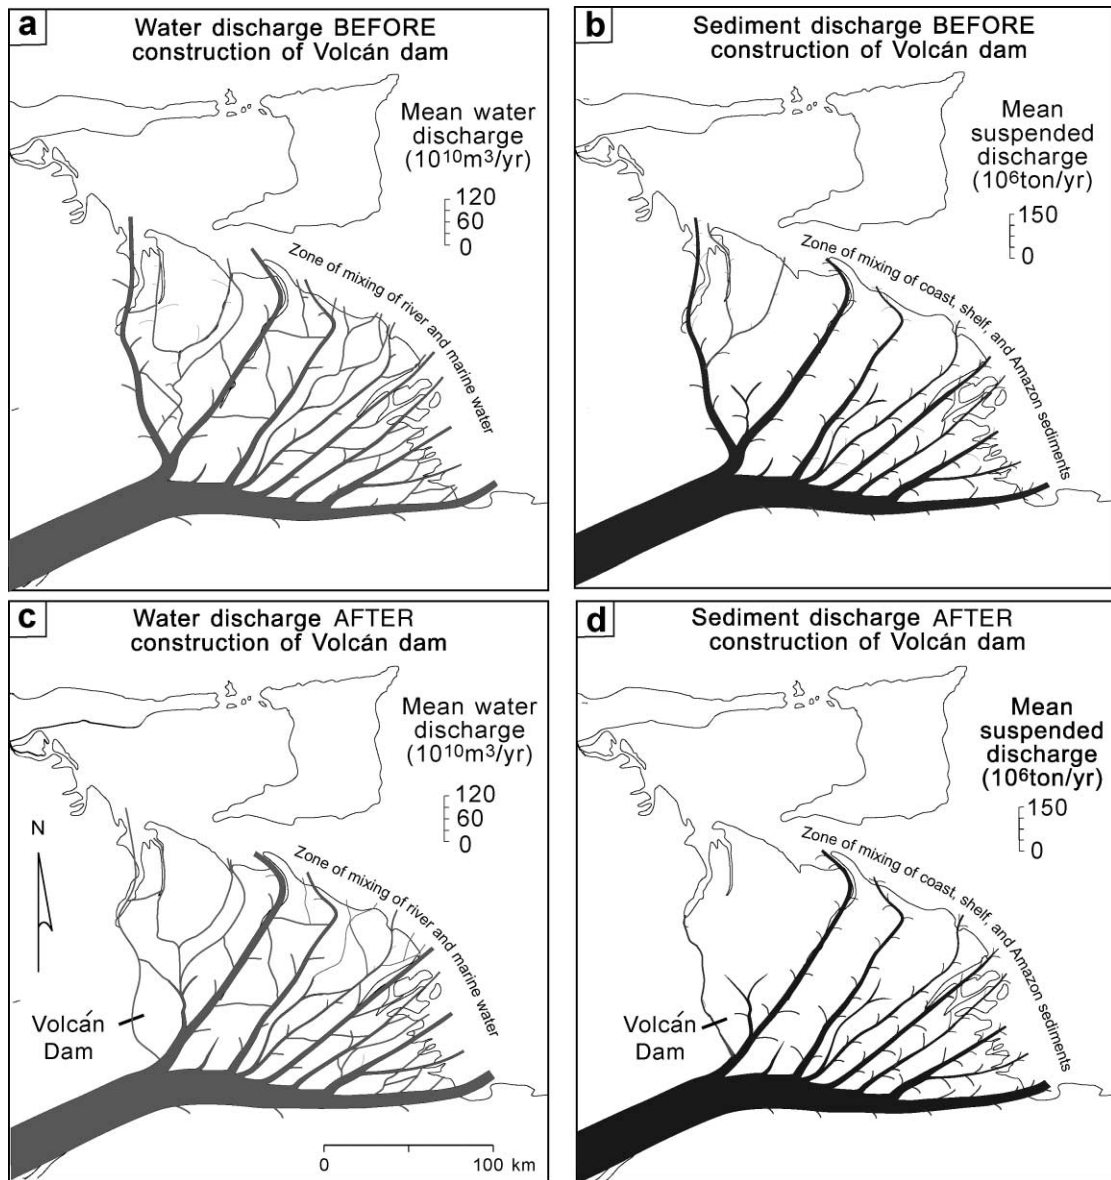 a
Water discharge BEFORE
construction of Volcán dam
Mean water
discharge
(10¹⁰m³/yr)
120
60
0
Zone of mixing of river and marine water
b
Sediment discharge BEFORE
construction of Volcán dam
Mean
suspended
discharge
(10⁶ton/yr)
150
0
Zone of mixing of coast, shelf, and Amazon sediments
c
Water discharge AFTER
construction of Volcán dam
Mean water
discharge
(10¹⁰m³/yr)
120
60
0
N
Zone of mixing of river and marine water
Volcán
Dam
0 100 km
d
Sediment discharge AFTER
construction of Volcán dam
Mean
suspended
discharge
(10⁶ton/yr)
150
0
Zone of mixing of coast, shelf, and Amazon sediments
Volcán
Dam